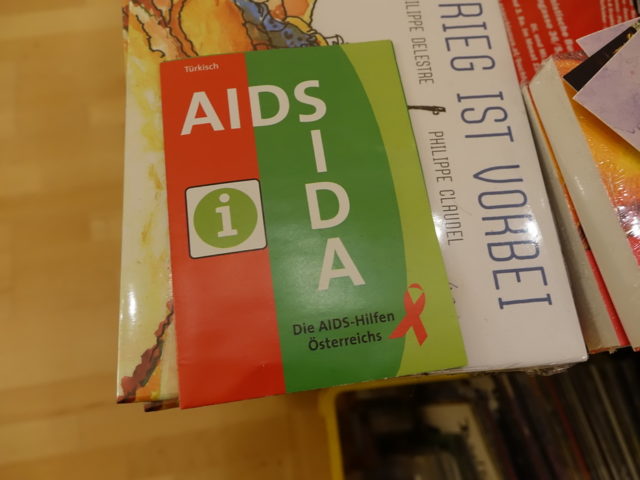 Türkisch
AIDS
SIDA
i
Die AIDS-Hilfen
Österreichs
PHILIPPE DELESTRE
PHILIPPE CLAUDEL
RIEG IST VORBEI